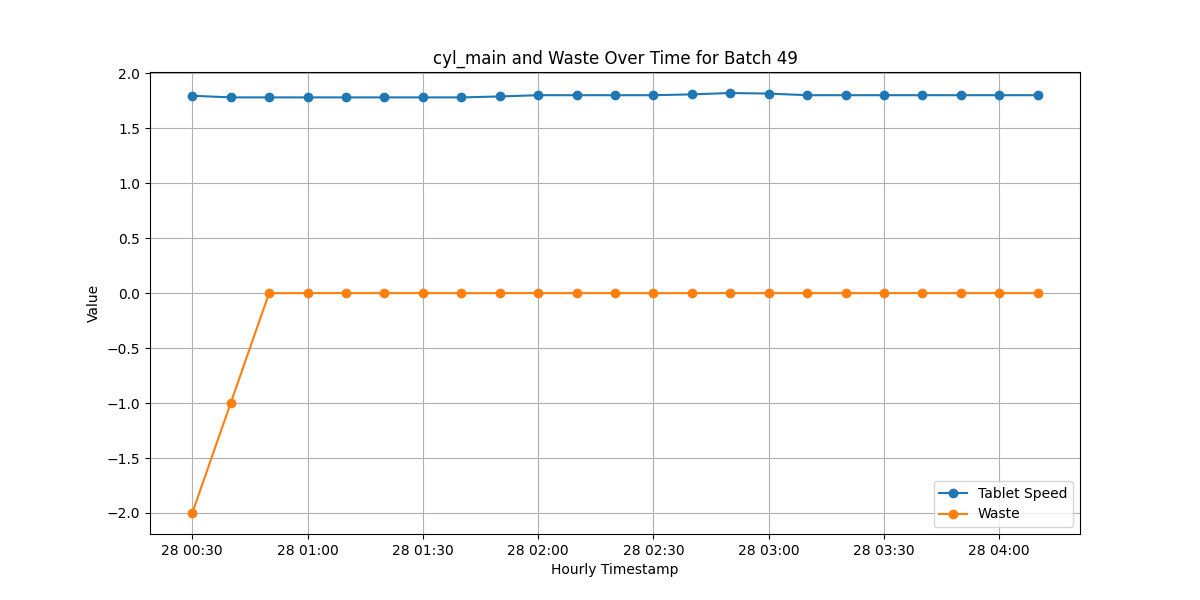 cyl_main and Waste Over Time for Batch 49
2.0
1.5
1.0
0.5
0.0
−0.5
−1.0
−1.5
−2.0
Value
Tablet Speed
Waste
28 00:30 28 01:00 28 01:30 28 02:00 28 02:30 28 03:00 28 03:30 28 04:00
Hourly Timestamp